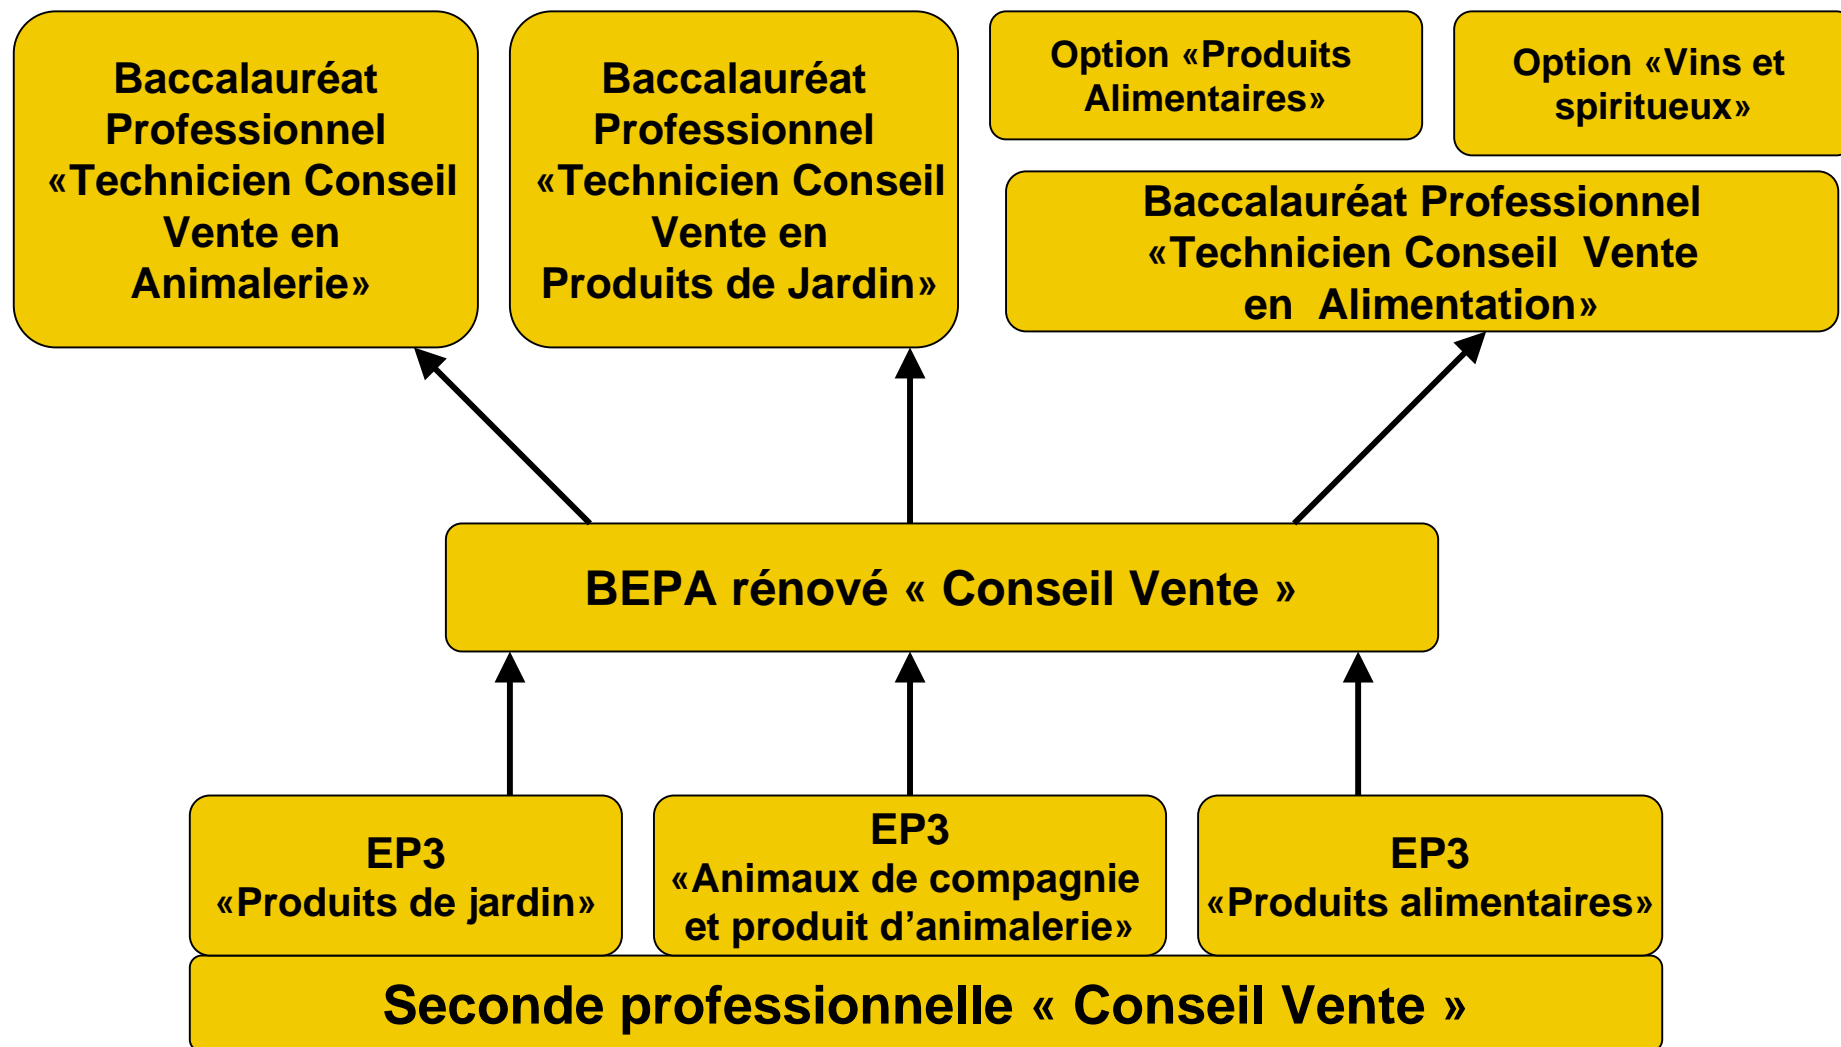 Baccalauréat
Professionnel
«Technicien Conseil
Vente en
Animalerie»
Baccalauréat
Professionnel
«Technicien Conseil
Vente en
Produits de Jardin»
Option «Produits
Alimentaires»
Option «Vins et
spiritueux»
Baccalauréat Professionnel
«Technicien Conseil Vente
en Alimentation»
BEPA rénové « Conseil Vente »
EP3
«Produits de jardin»
EP3
«Animaux de compagnie
et produit d’animalerie»
EP3
«Produits alimentaires»
Seconde professionnelle « Conseil Vente »